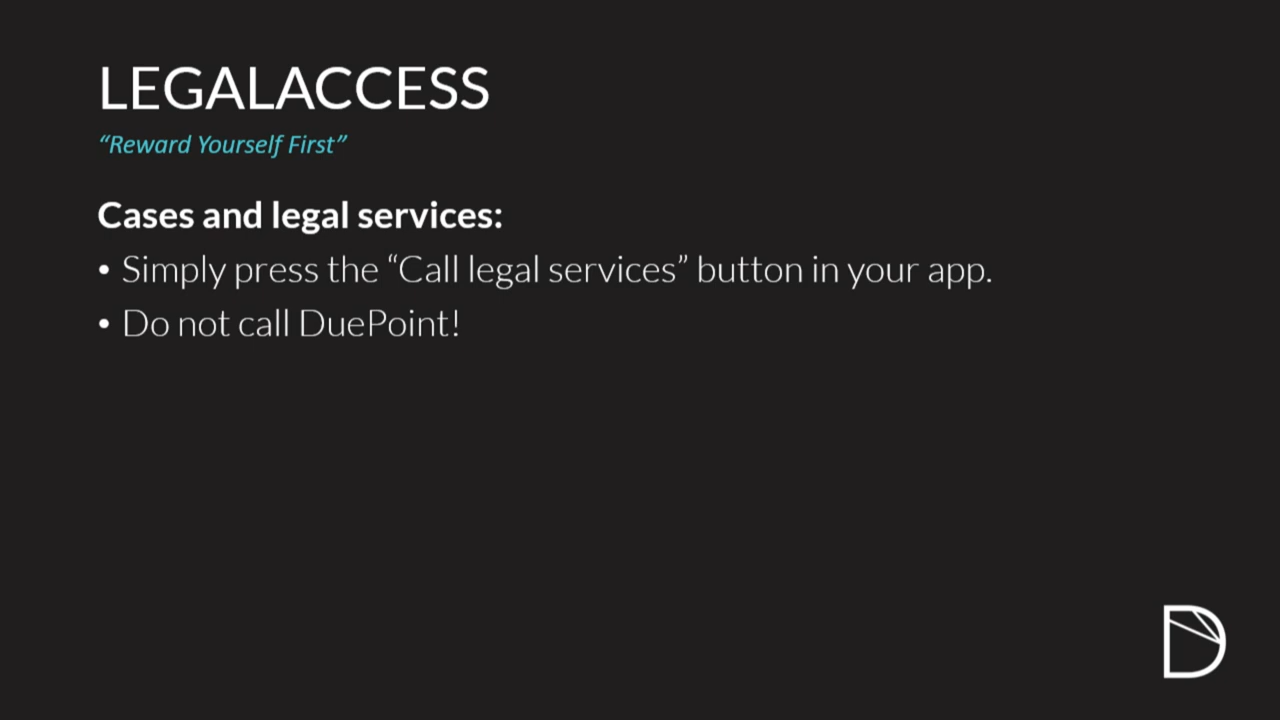 LEGALACCESS
“Reward Yourself First”
Cases and legal services:
• Simply press the “Call legal services” button in your app.
• Do not call DuePoint!